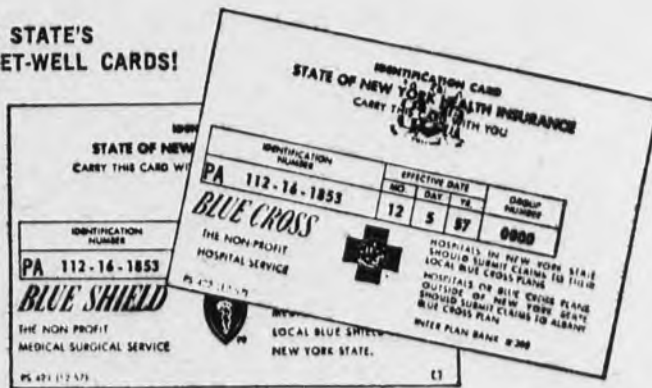 STATE'S
ET-WELL CARDS!
IDENTIFICATION CARD
STATE OF NEW YORK HEALTH INSURANCE
CARRY THIS WITH YOU
IDENTIFICATION NUMBER
EFFECTIVE DATE
MO. DAY YR.
GROUP NUMBER
PA 112-16-1853 12 5 57 0000
BLUE CROSS
THE NON-PROFIT
HOSPITAL SERVICE
HOSPITALS IN NEW YORK STATE
SHOULD SUBMIT CLAIMS TO THEIR
LOCAL BLUE CROSS PLANS
HOSPITALS OR BLUE CROSS PLANS
OUTSIDE OF NEW YORK STATE
SHOULD SUBMIT CLAIMS TO ALBANY
BLUE CROSS PLAN
INTER PLAN BANK
STATE OF NEW
CARRY THIS CARD
IDENTIFICATION
NUMBER
PA 112-16-1853
BLUE SHIELD
THE NON PROFIT
MEDICAL SURGICAL SERVICE
LOCAL BLUE SHIELD
NEW YORK STATE.